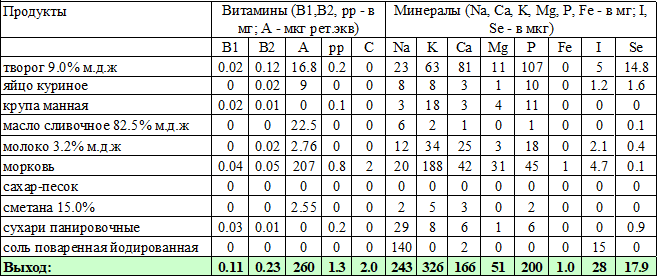 Продукты Витамины (В1,В2, рр - в мг; А - мкг рет.экв) Минералы (Na, Ca, K, Mg, P, Fe - в мг; I, Se - в мкг)
В1 В2 А рр С Na K Ca Mg P Fe I Se
творог 9.0% м.д.ж 0.02 0.12 16.8 0.2 0 23 63 81 11 107 0 5 14.8
яйцо куриное 0 0.02 9 0 0 8 8 3 1 10 0 1.2 1.6
крупа манная 0.02 0.01 0 0.1 0 3 18 3 4 11 0 0 0
масло сливочное 82.5% м.д.ж 0 0 22.5 0 0 6 2 1 0 1 0 0 0.1
молоко 3.2% м.д.ж 0 0.02 2.76 0 0 12 34 25 3 18 0 2.1 0.4
морковь 0.04 0.05 207 0.8 2 20 188 42 31 45 1 4.7 0.1
сахар-песок 0 0 0 0 0 0 0 0 0 0 0 0 0
сметана 15.0% 0 0 2.55 0 0 2 5 3 0 2 0 0 0
сухари панировочные 0.03 0.01 0 0.2 0 29 8 6 1 6 0 0 0.9
соль поваренная йодированная 0 0 0 0 0 140 0 2 0 0 0 15 0
Выход: 0.11 0.23 260 1.3 2.0 243 326 166 51 200 1.0 28 17.9